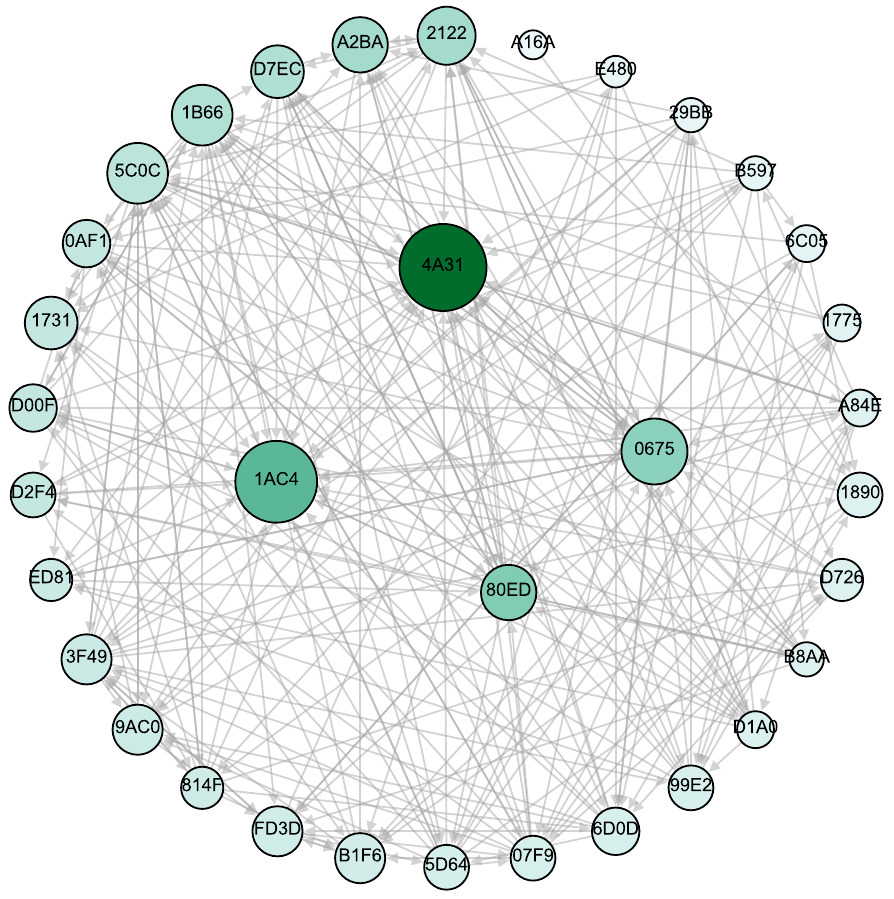 2122
A16A
A2BA
E480
D7EC
29BB
1B66
5C0C
B597
0AF1
6C05
4A31
1731
1775
D00F
A84E
0675
1AC4
D2F4
1890
ED81
D726
80ED
3F49
B8AA
9AC0
D1A0
814F
99E2
FD3D
6D0D
B1F6
07F9
5D64